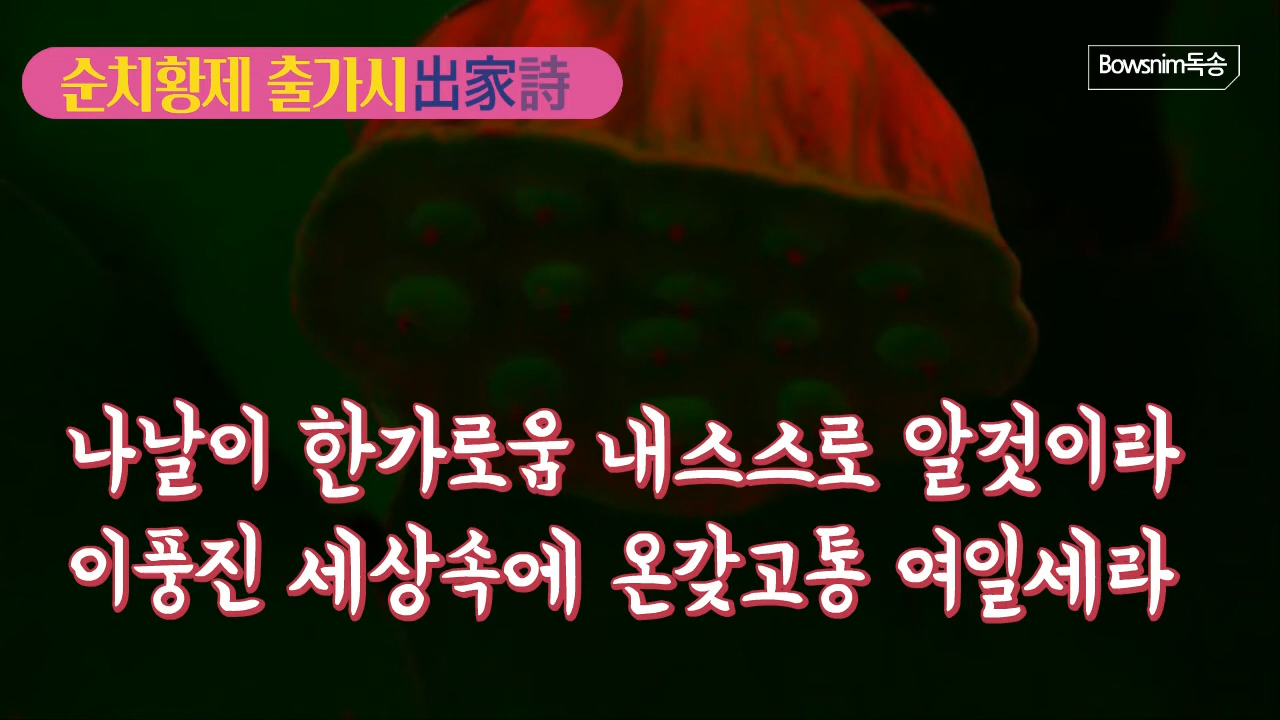 순치황제 출가시出家詩
Bowsnim독송
나날이 한가로움 내스스로 알것이라
이풍진 세상속에 온갖고통 여일세라